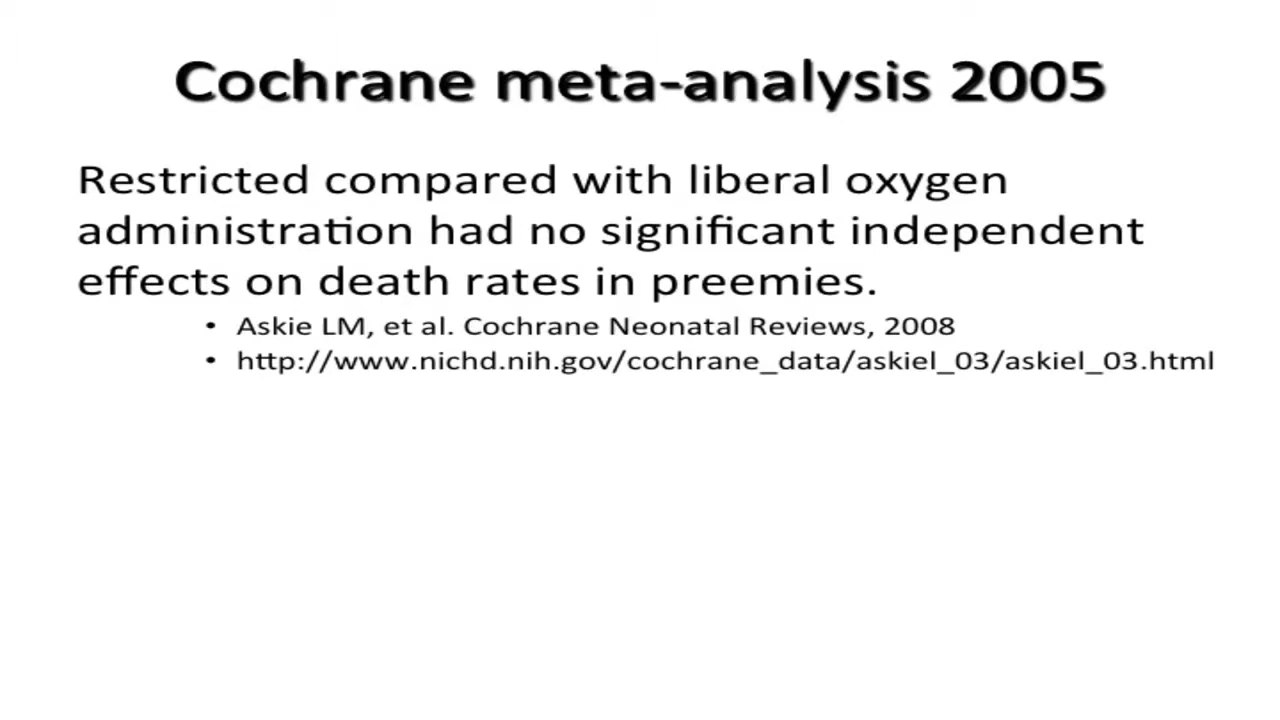 Cochrane meta-analysis 2005
Restricted compared with liberal oxygen
administration had no significant independent
effects on death rates in preemies.
• Askie LM, et al. Cochrane Neonatal Reviews, 2008
• http://www.nichd.nih.gov/cochrane_data/askiel_03/askiel_03.html